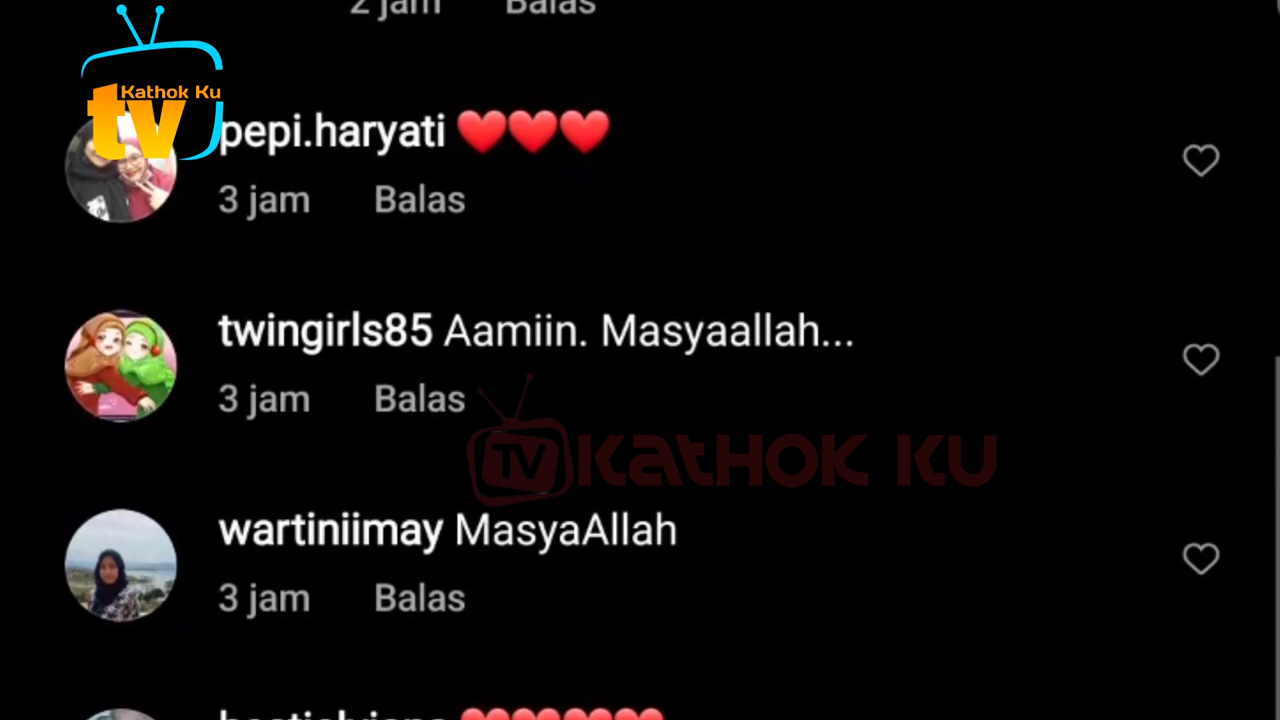 2 jam Balas
Kathok Ku
tv
pepi.haryati ❤️❤️❤️
3 jam Balas
twingirls85 Aamiin. Masyaallah...
3 jam Balas
TV KATHOK KU
wartiniimay MasyaAllah
3 jam Balas
❤️❤️❤️❤️